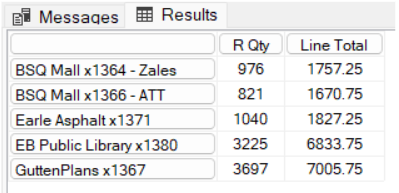 Messages Results
R Qty Line Total
BSQ Mall x1364 - Zales 976 1757.25
BSQ Mall x1366 - ATT 821 1670.75
Earle Asphalt x1371 1040 1827.25
EB Public Library x1380 3225 6833.75
GuttenPlans x1367 3697 7005.75